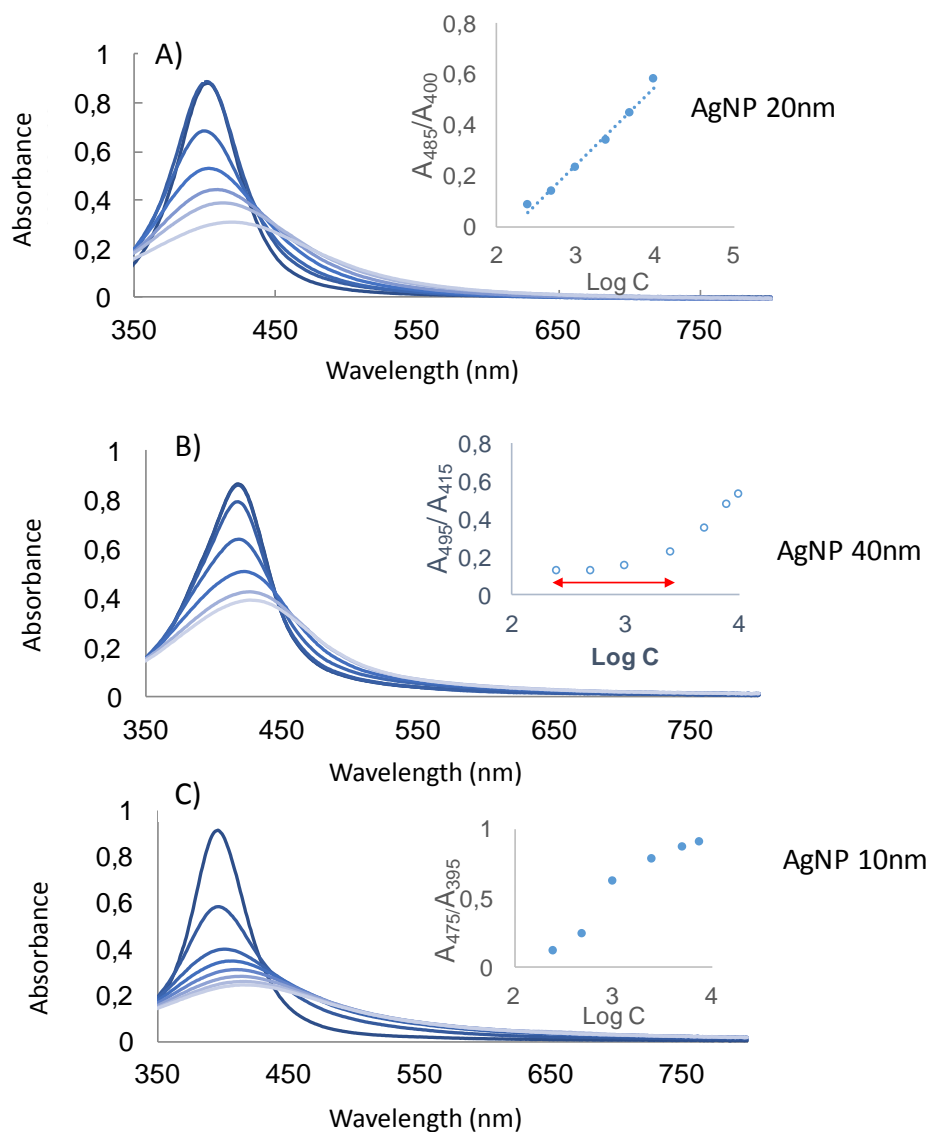 A)
1
0,8
0,6
0,4
0,2
0
350 450 550 650 750
Absorbance
Wavelength (nm)
0,8
0,6
0,4
0,2
0
2 3 4 5
A485/A400
Log C
AgNP 20nm
B)
1
0,8
0,6
0,4
0,2
0
350 450 550 650 750
Absorbance
Wavelength (nm)
0,8
0,6
0,4
0,2
0
2 3 4
A495/ A415
Log C
AgNP 40nm
C)
1
0,8
0,6
0,4
0,2
0
350 450 550 650 750
Absorbance
Wavelength (nm)
1
0,5
0
2 3 4
A475/A395
Log C
AgNP 10nm